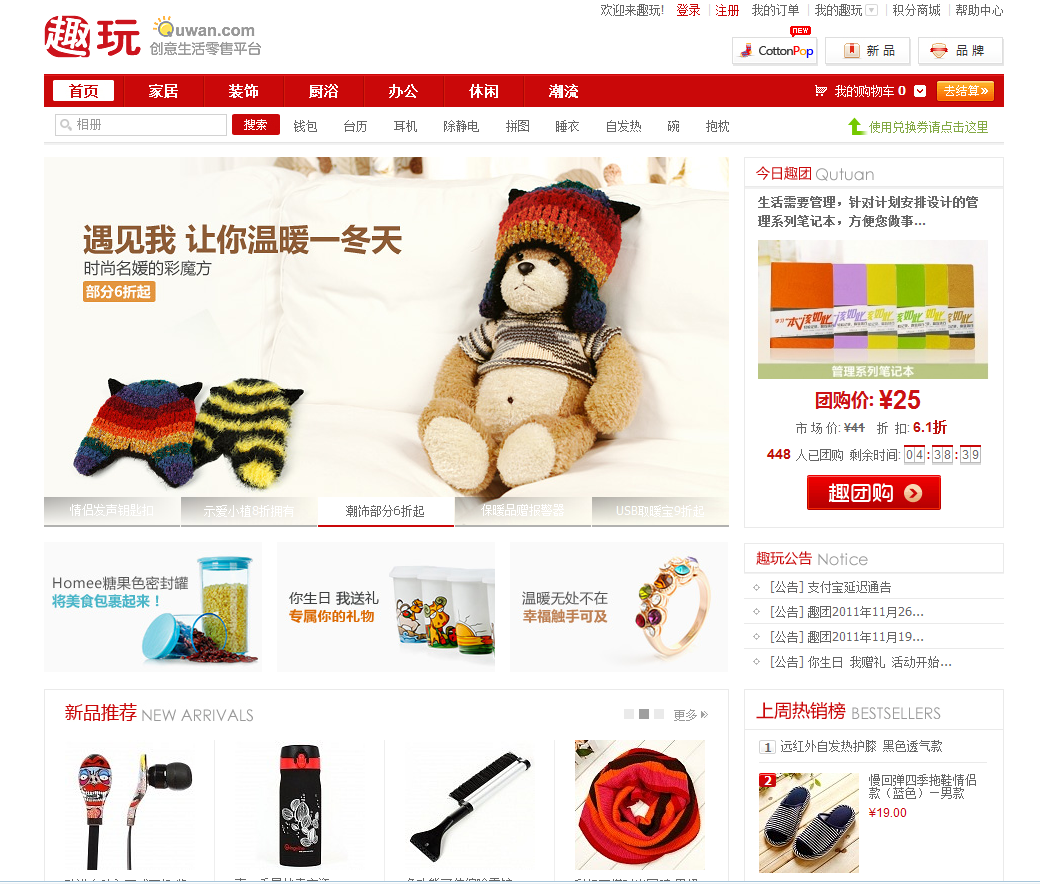 欢迎来趣玩! 登录 注册 我的订单 我的趣玩 积分商城 帮助中心
趣玩 Quwan.com
创意生活零售平台
NEW
CottonPop 新 品 品 牌
首页 家居 装饰 厨浴 办公 休闲 潮流 我的购物车 0 去结算»
相册 搜索 钱包 台历 耳机 除静电 拼图 睡衣 自发热 碗 抱枕 使用兑换券请点击这里
遇见我 让你温暖一冬天
时尚名媛的彩魔方
部分6折起
情侣发声钥匙扣 示爱小植8折拥有 潮饰部分6折起 保暖品噌报警器 USB取暖宝9折起
今日趣团 Qutuan
生活需要管理，针对计划安排设计的管
理系列笔记本，方便您做事...
管理系列笔记本
团购价: ¥25
市 场 价: ¥41 折 扣: 6.1折
448 人已团购 剩余时间: 04:38:39
趣团购
Homee糖果色密封罐
将美食包裹起来！
你生日 我送礼
专属你的礼物
温暖无处不在
幸福触手可及
趣玩公告 Notice
[公告] 支付宝延迟通告
[公告] 趣团2011年11月26...
[公告] 趣团2011年11月19...
[公告] 你生日 我赠礼 活动开始...
新品推荐 NEW ARRIVALS 更多
上周热销榜 BESTSELLERS
1 远红外自发热护膝 黑色透气款
2 慢回弹四季拖鞋情侣
款（蓝色）－男款
¥19.00